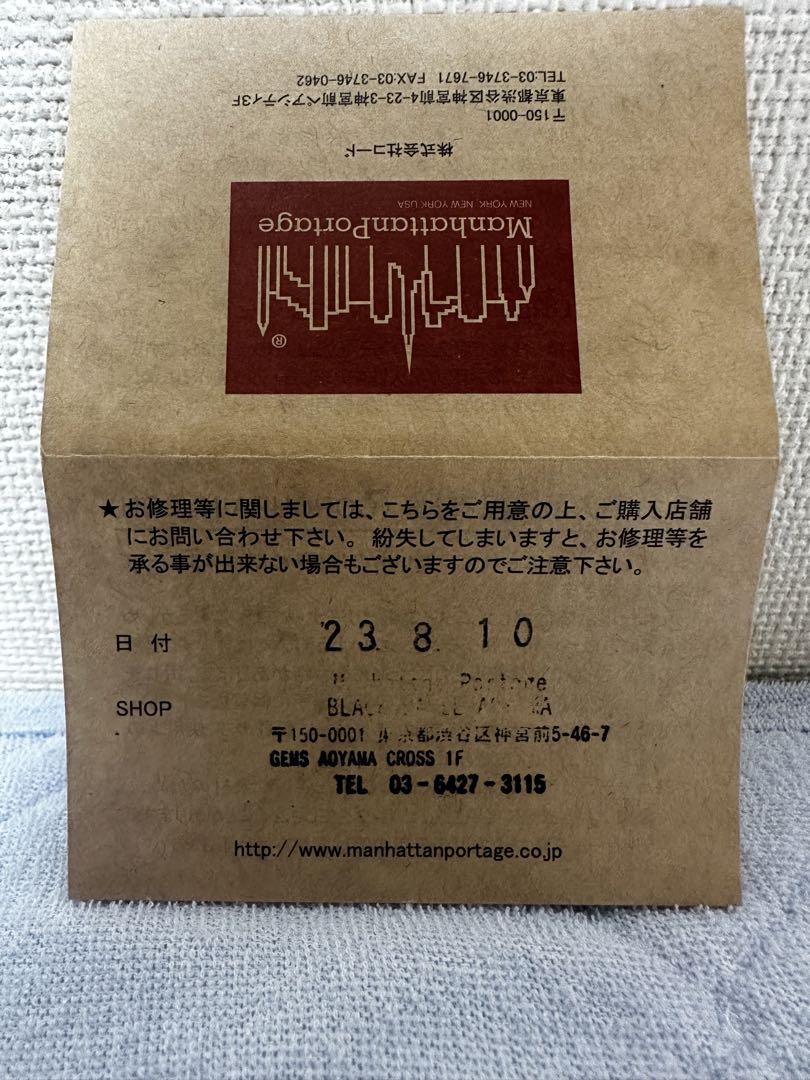 TEL:03-3746-7671 FAX:03-3746-0462
東京都渋谷区神宮前4-23-3神宮前ペアシティ3F
〒150-0001
株式会社コード
NEW YORK, NEW YORK USA
ManhattanPortage
®
★お修理等に関しましては、こちらをご用意の上、ご購入店舗
にお問い合わせ下さい。紛失してしまいますと、お修理等を
承る事が出来ない場合もございますのでご注意下さい。
日付 23. 8. 10
Portage
SHOP
〒150-0001 東京都渋谷区神宮前5-46-7
GEMS AOYAMA CROSS 1F
TEL 03-6427-3115
http://www.manhattanportage.co.jp